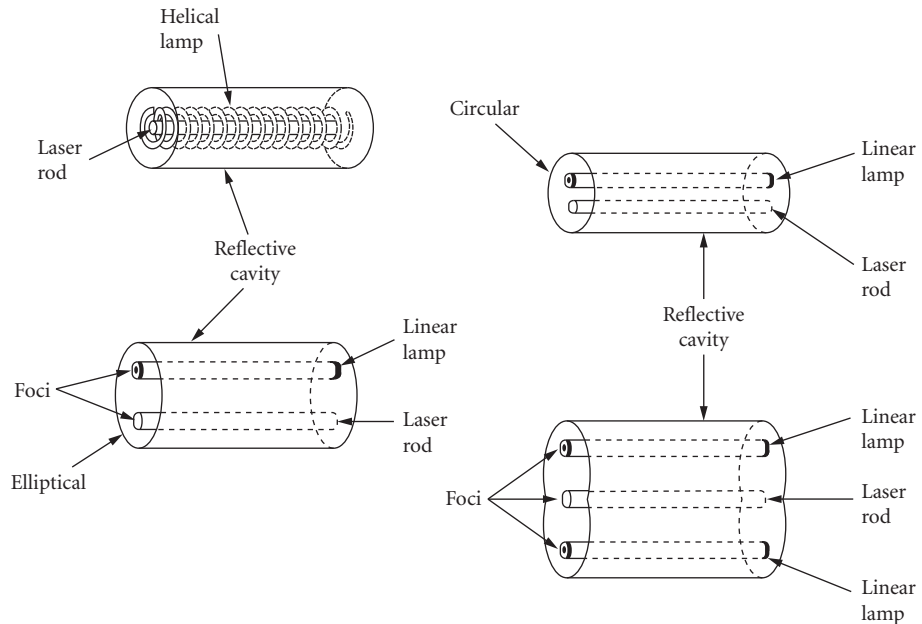 Helical
lamp
Laser
rod
Reflective
cavity
Linear
lamp
Foci
Laser
rod
Elliptical
Circular
Linear
lamp
Laser
rod
Reflective
cavity
Linear
lamp
Foci
Laser
rod
Linear
lamp